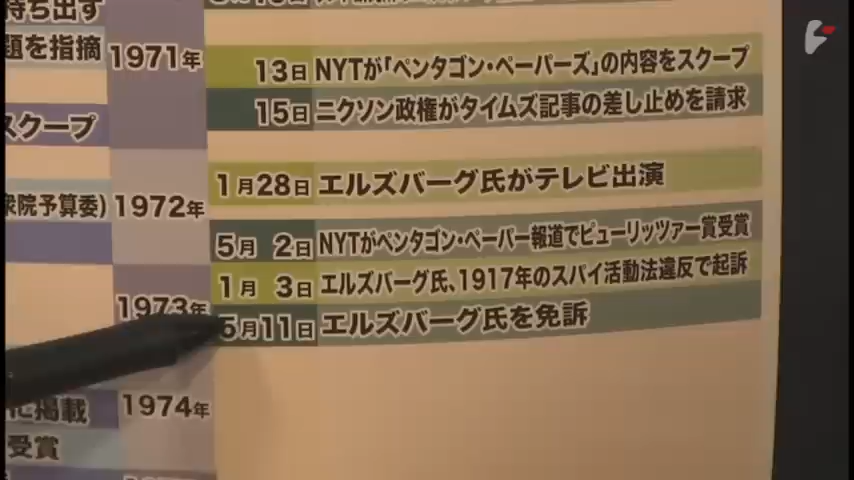 持ち出す
題を指摘
1971年
13日 NYTが「ペンタゴン・ペーパーズ」の内容をスクープ
15日 ニクソン政権がタイムズ記事の差し止めを請求
スクープ
1月28日 エルズバーグ氏がテレビ出演
衆院予算委) 1972年
5月 2日 NYTがペンタゴン・ペーパー報道でピューリッツァー賞受賞
1月 3日 エルズバーグ氏、1917年のスパイ活動法違反で起訴
1973年
5月11日 エルズバーグ氏を免訴
に掲載 1974年
受賞